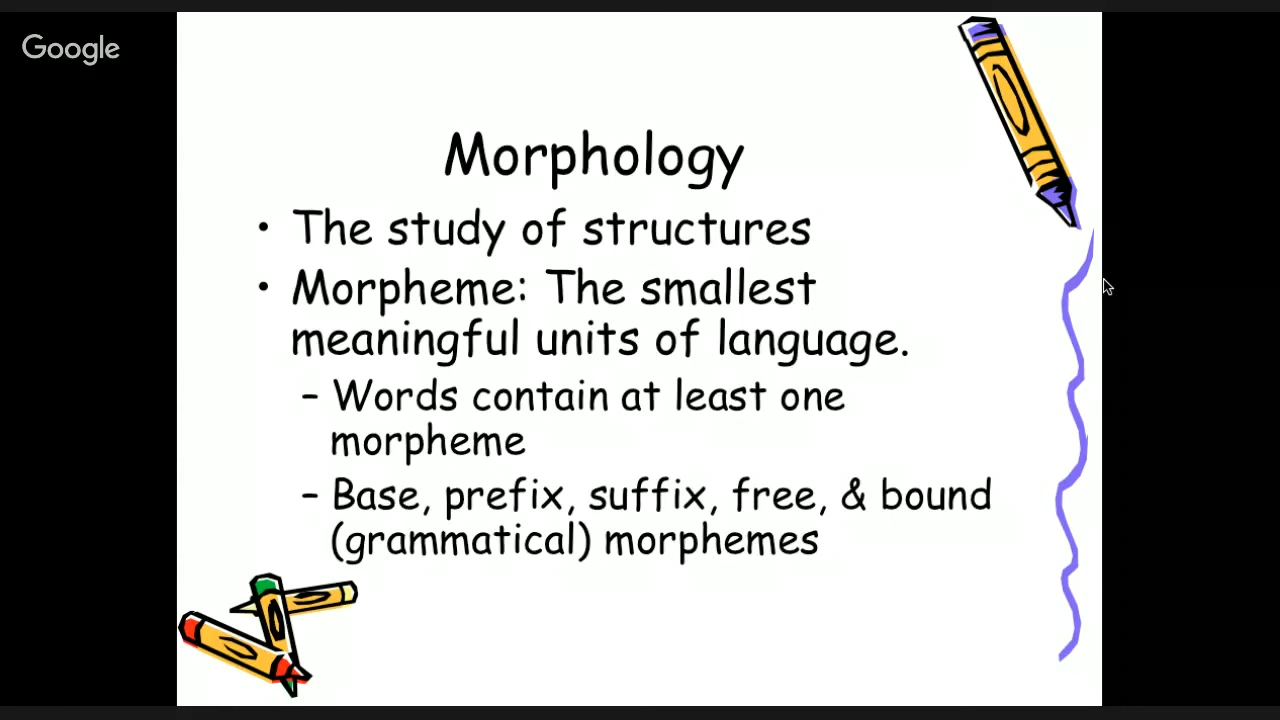 Google
Morphology
• The study of structures
• Morpheme: The smallest
meaningful units of language.
– Words contain at least one
morpheme
– Base, prefix, suffix, free, & bound
(grammatical) morphemes